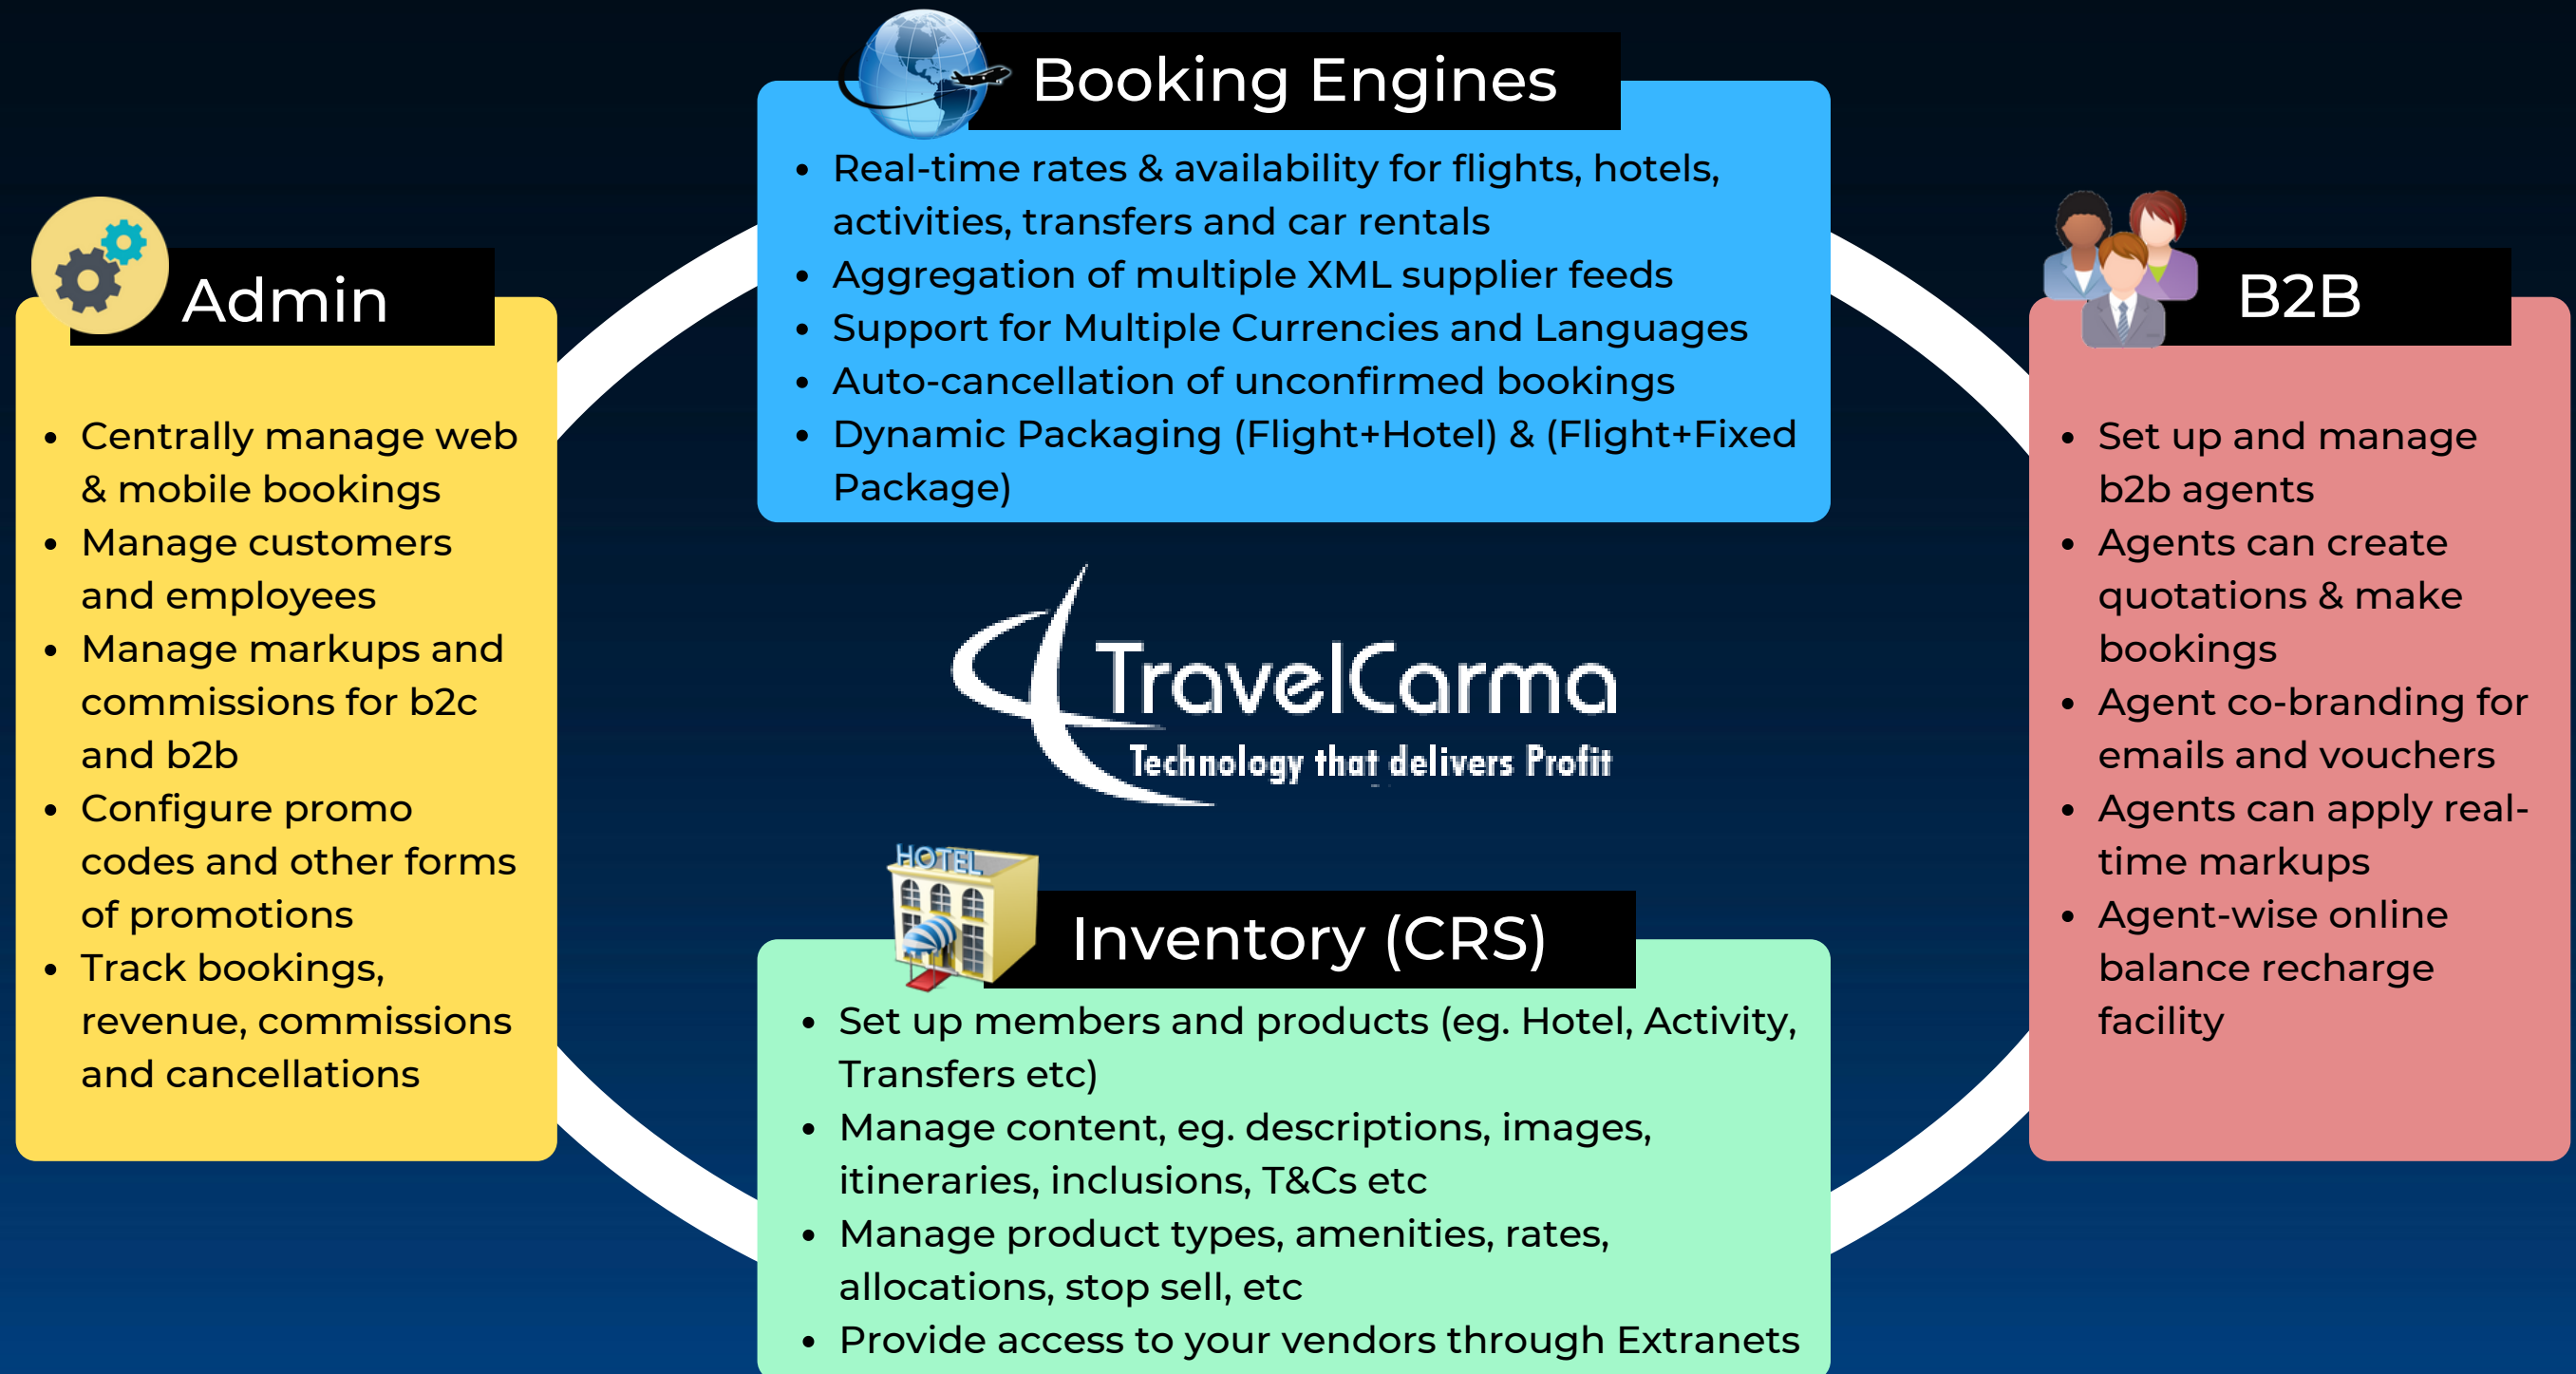 Booking Engines
• Real-time rates & availability for flights, hotels,
activities, transfers and car rentals
• Aggregation of multiple XML supplier feeds
• Support for Multiple Currencies and Languages
• Auto-cancellation of unconfirmed bookings
• Dynamic Packaging (Flight+Hotel) & (Flight+Fixed
Package)
Admin
• Centrally manage web
& mobile bookings
• Manage customers
and employees
• Manage markups and
commissions for b2c
and b2b
• Configure promo
codes and other forms
of promotions
• Track bookings,
revenue, commissions
and cancellations
TravelCarma
Technology that delivers Profit
B2B
• Set up and manage
b2b agents
• Agents can create
quotations & make
bookings
• Agent co-branding for
emails and vouchers
• Agents can apply real-
time markups
• Agent-wise online
balance recharge
facility
HOTEL
Inventory (CRS)
• Set up members and products (eg. Hotel, Activity,
Transfers etc)
• Manage content, eg. descriptions, images,
itineraries, inclusions, T&Cs etc
• Manage product types, amenities, rates,
allocations, stop sell, etc
• Provide access to your vendors through Extranets